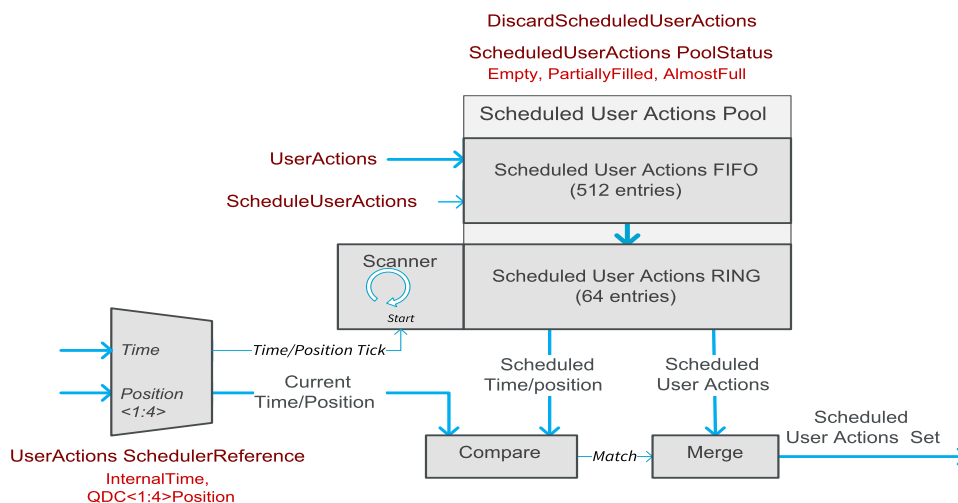 DiscardScheduledUserActions
ScheduledUserActions PoolStatus
Empty, PartiallyFilled, AlmostFull
Scheduled User Actions Pool
UserActions
Scheduled User Actions FIFO
(512 entries)
ScheduleUserActions
Scanner
Start
Scheduled User Actions RING
(64 entries)
Time
Position
<1:4>
Time/Position Tick
Current
Time/Position
Scheduled
Time/position
Scheduled
User Actions
Scheduled
User Actions Set
Compare
Match
Merge
UserActions SchedulerReference
InternalTime,
QDC<1:4>Position